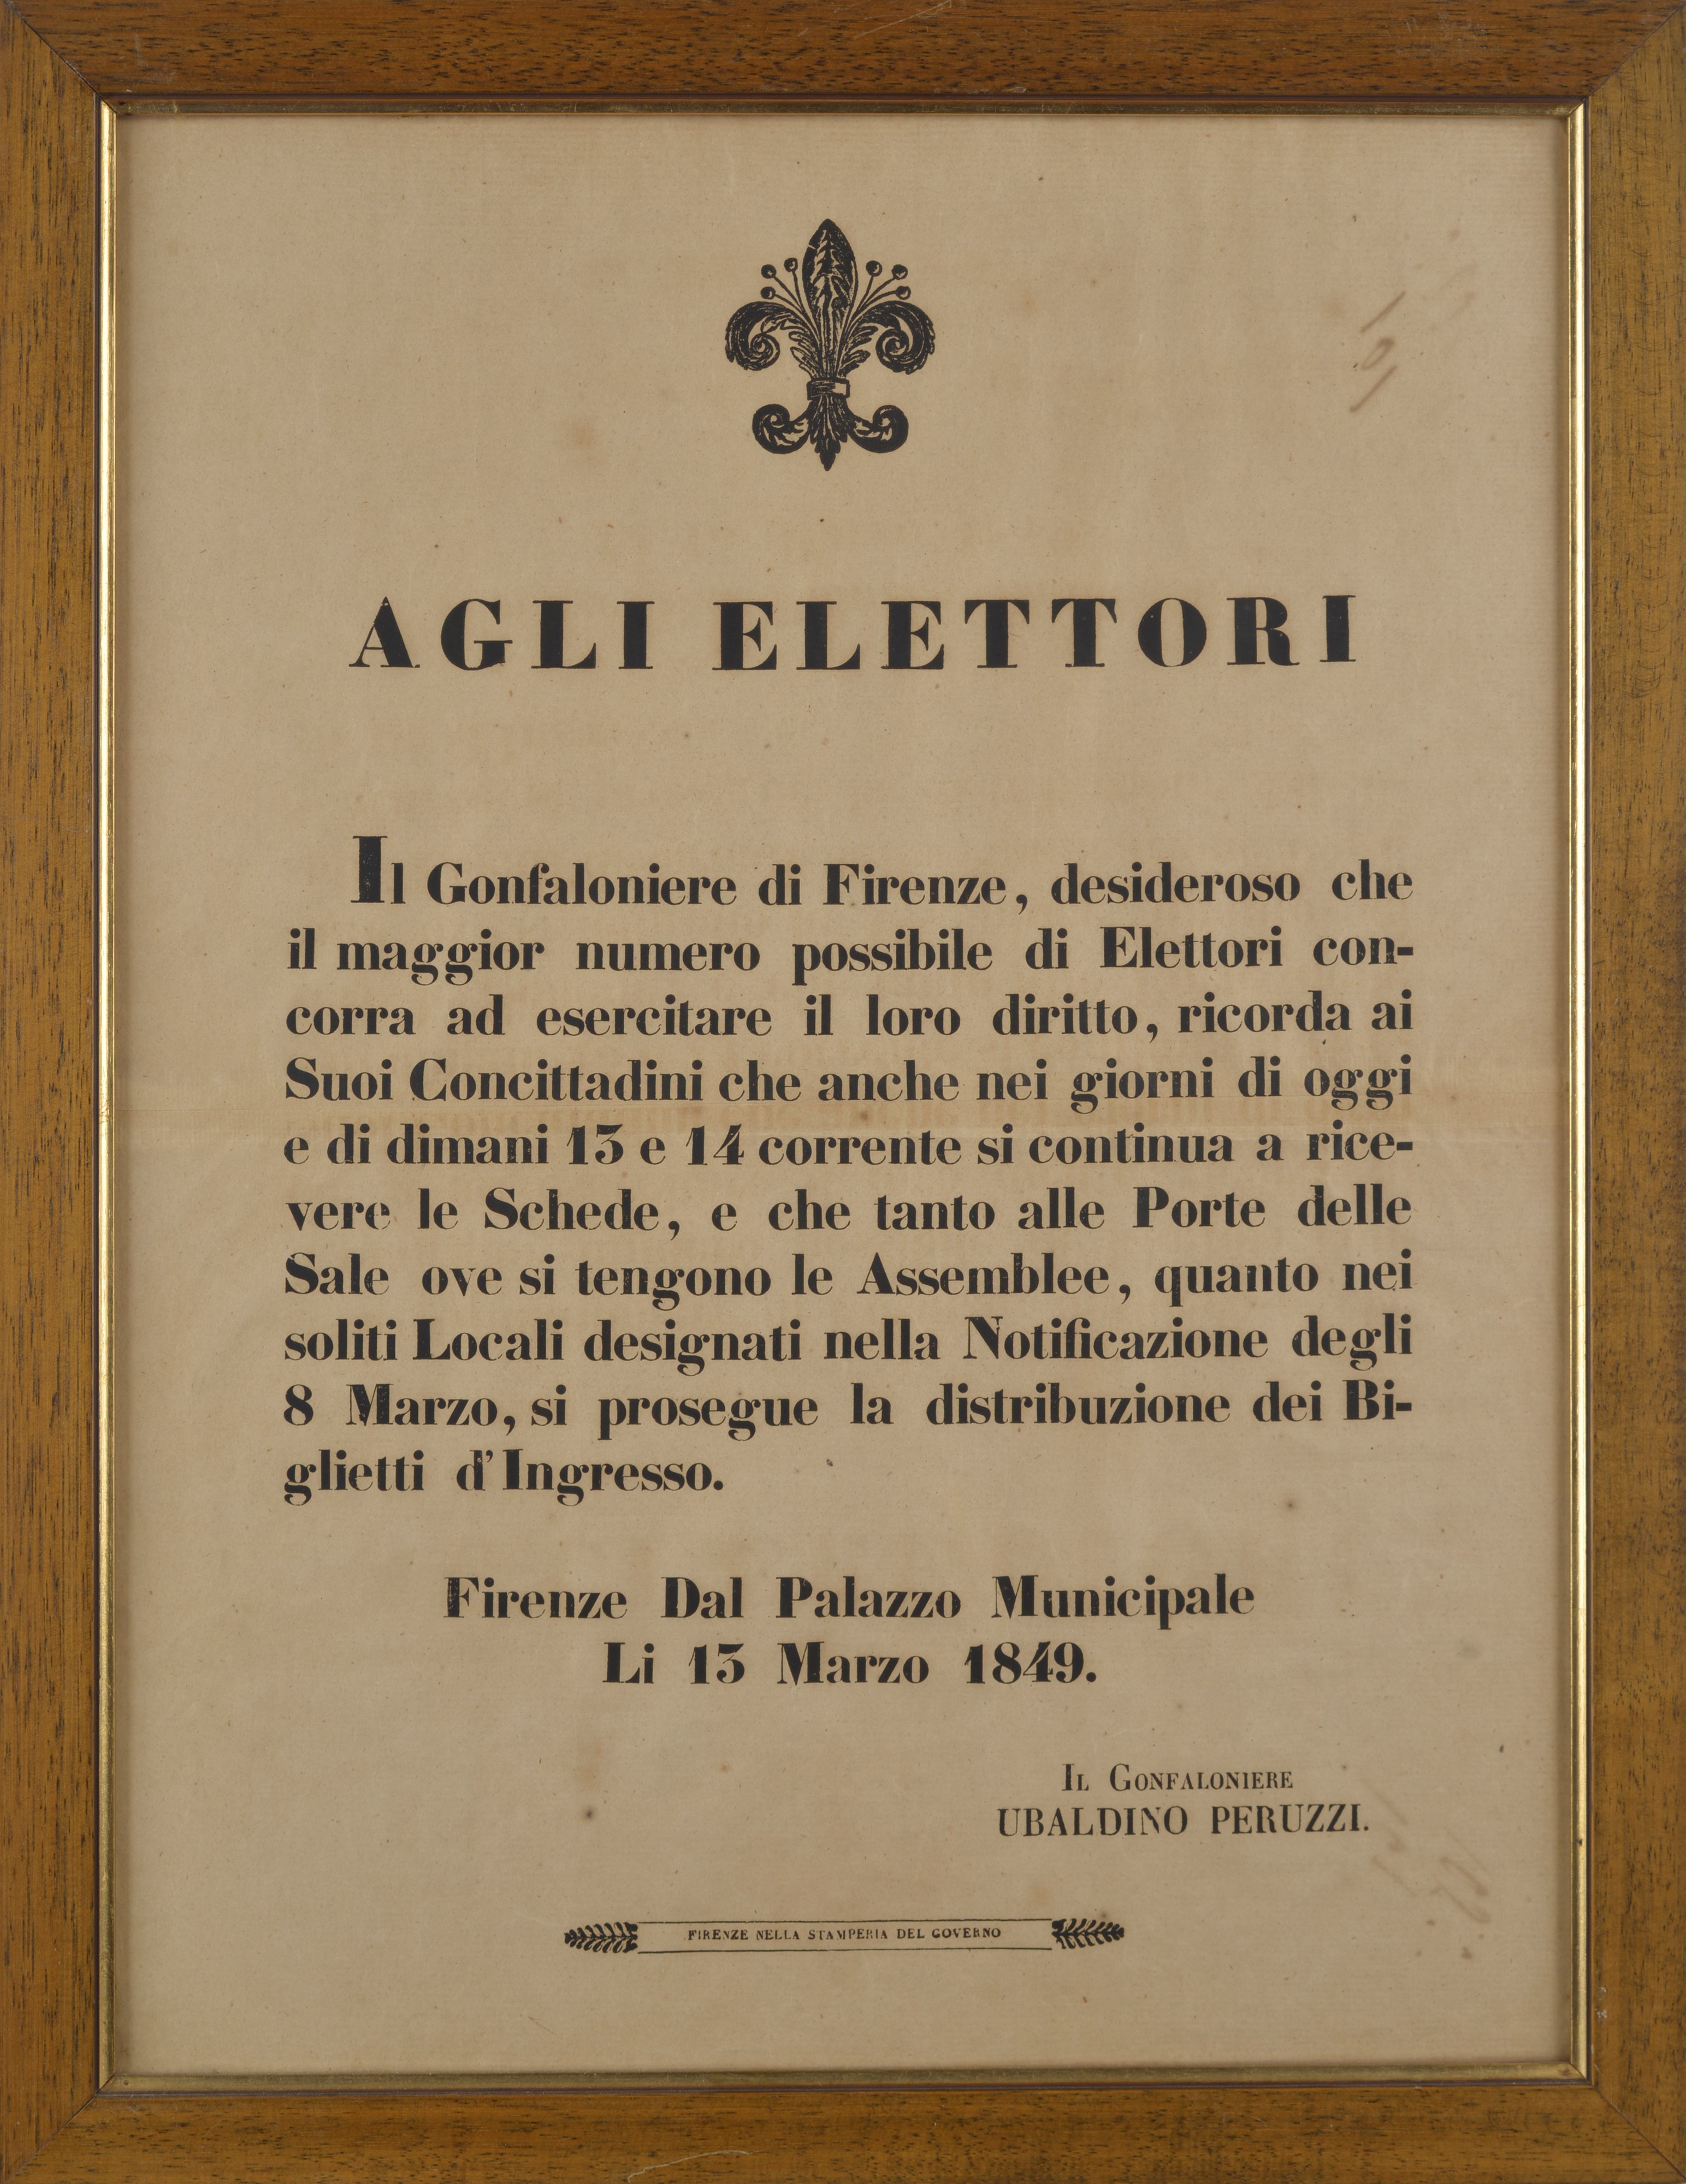 AGLI ELETTORI
Il Gonfaloniere di Firenze, desideroso che
il maggior numero possibile di Elettori con-
corra ad esercitare il loro diritto, ricorda ai
Suoi Concittadini che anche nei giorni di oggi
e di dimani 13 e 14 corrente si continua a rice-
vere le Schede, e che tanto alle Porte delle
Sale ove si tengono le Assemblee, quanto nei
soliti Locali designati nella Notificazione degli
8 Marzo, si prosegue la distribuzione dei Bi-
glietti d'Ingresso.
Firenze Dal Palazzo Municipale
Li 13 Marzo 1849.
IL GONFALONIERE
UBALDINO PERUZZI.
FIRENZE NELLA STAMPERIA DEL GOVERNO